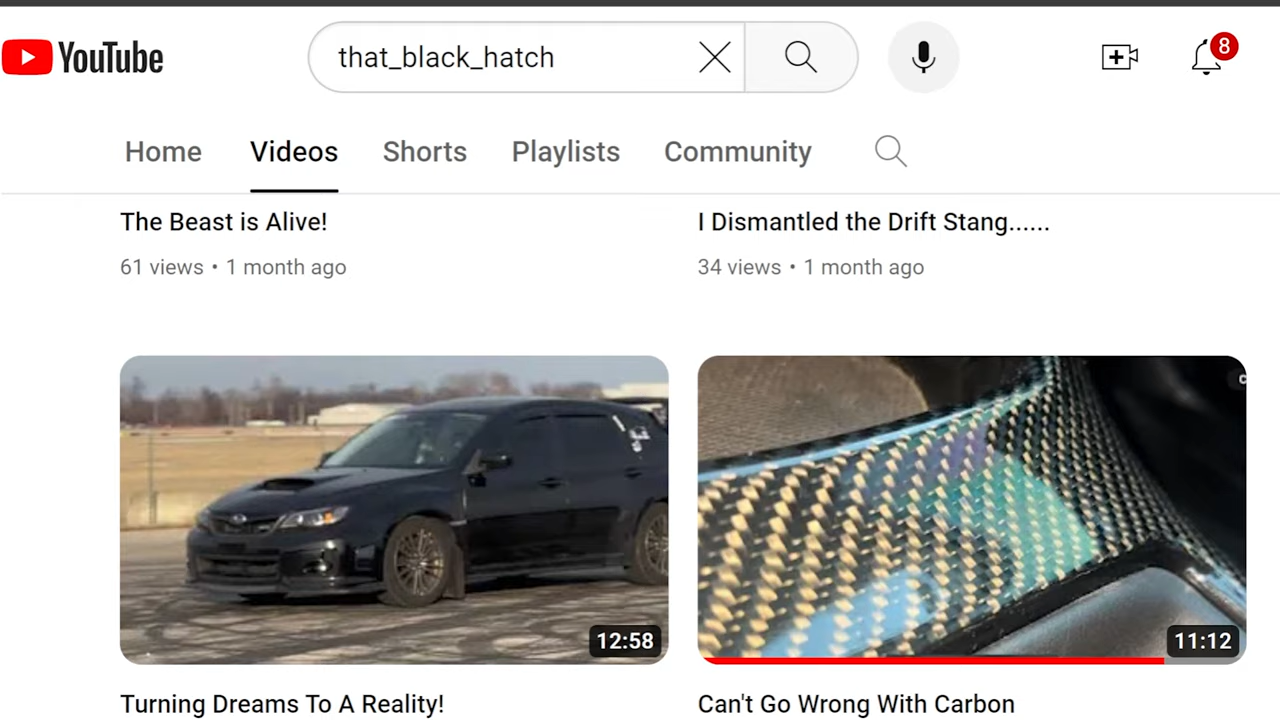 YouTube
that_black_hatch
8
Home Videos Shorts Playlists Community
The Beast is Alive!
61 views • 1 month ago
I Dismantled the Drift Stang......
34 views • 1 month ago
12:58
11:12
Turning Dreams To A Reality!
Can't Go Wrong With Carbon